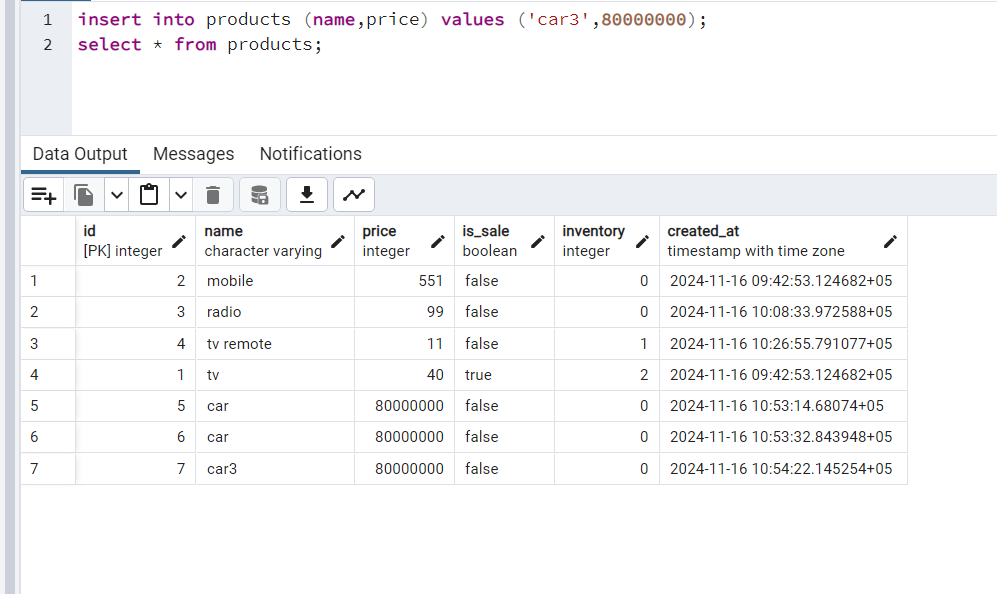 1 insert into products (name,price) values ('car3',80000000);
2 select * from products;
Data Output Messages Notifications
id name price is_sale inventory created_at
[PK] integer character varying integer boolean integer timestamp with time zone
1 2 mobile 551 false 0 2024-11-16 09:42:53.124682+05
2 3 radio 99 false 0 2024-11-16 10:08:33.972588+05
3 4 tv remote 11 false 1 2024-11-16 10:26:55.791077+05
4 1 tv 40 true 2 2024-11-16 09:42:53.124682+05
5 5 car 80000000 false 0 2024-11-16 10:53:14.68074+05
6 6 car 80000000 false 0 2024-11-16 10:53:32.843948+05
7 7 car3 80000000 false 0 2024-11-16 10:54:22.145254+05